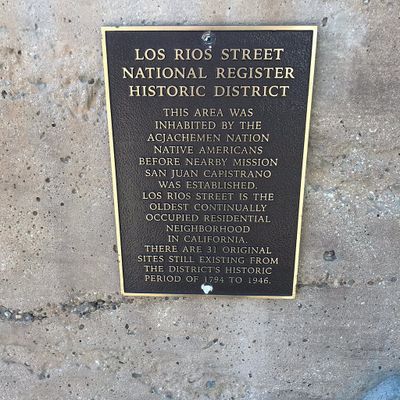 LOS RIOS STREET
NATIONAL REGISTER
HISTORIC DISTRICT
THIS AREA WAS
INHABITED BY THE
ACJACHEMEN NATION
NATIVE AMERICANS
BEFORE NEARBY MISSION
SAN JUAN CAPISTRANO
WAS ESTABLISHED.
LOS RIOS STREET IS THE
OLDEST CONTINUALLY
OCCUPIED RESIDENTIAL
NEIGHBORHOOD
IN CALIFORNIA.
THERE ARE 31 ORIGINAL
SITES STILL EXISTING FROM
THE DISTRICT'S HISTORIC
PERIOD OF 1794 TO 1946.